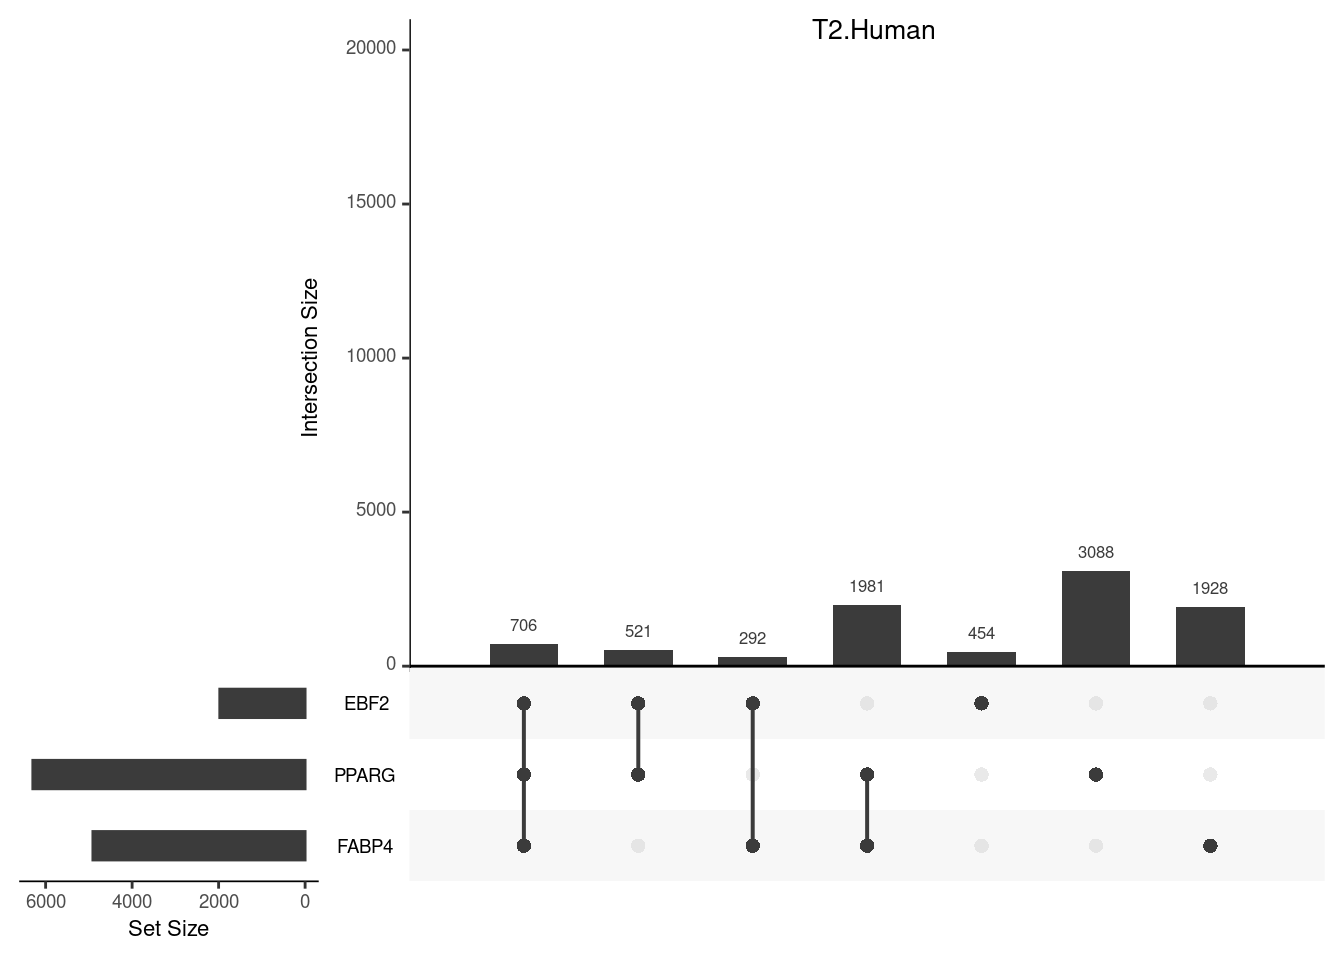 T2.Human
20000
15000
10000
5000
0
Intersection Size
706
521
292
1981
454
3088
1928
EBF2
PPARG
FABP4
6000 4000 2000 0
Set Size